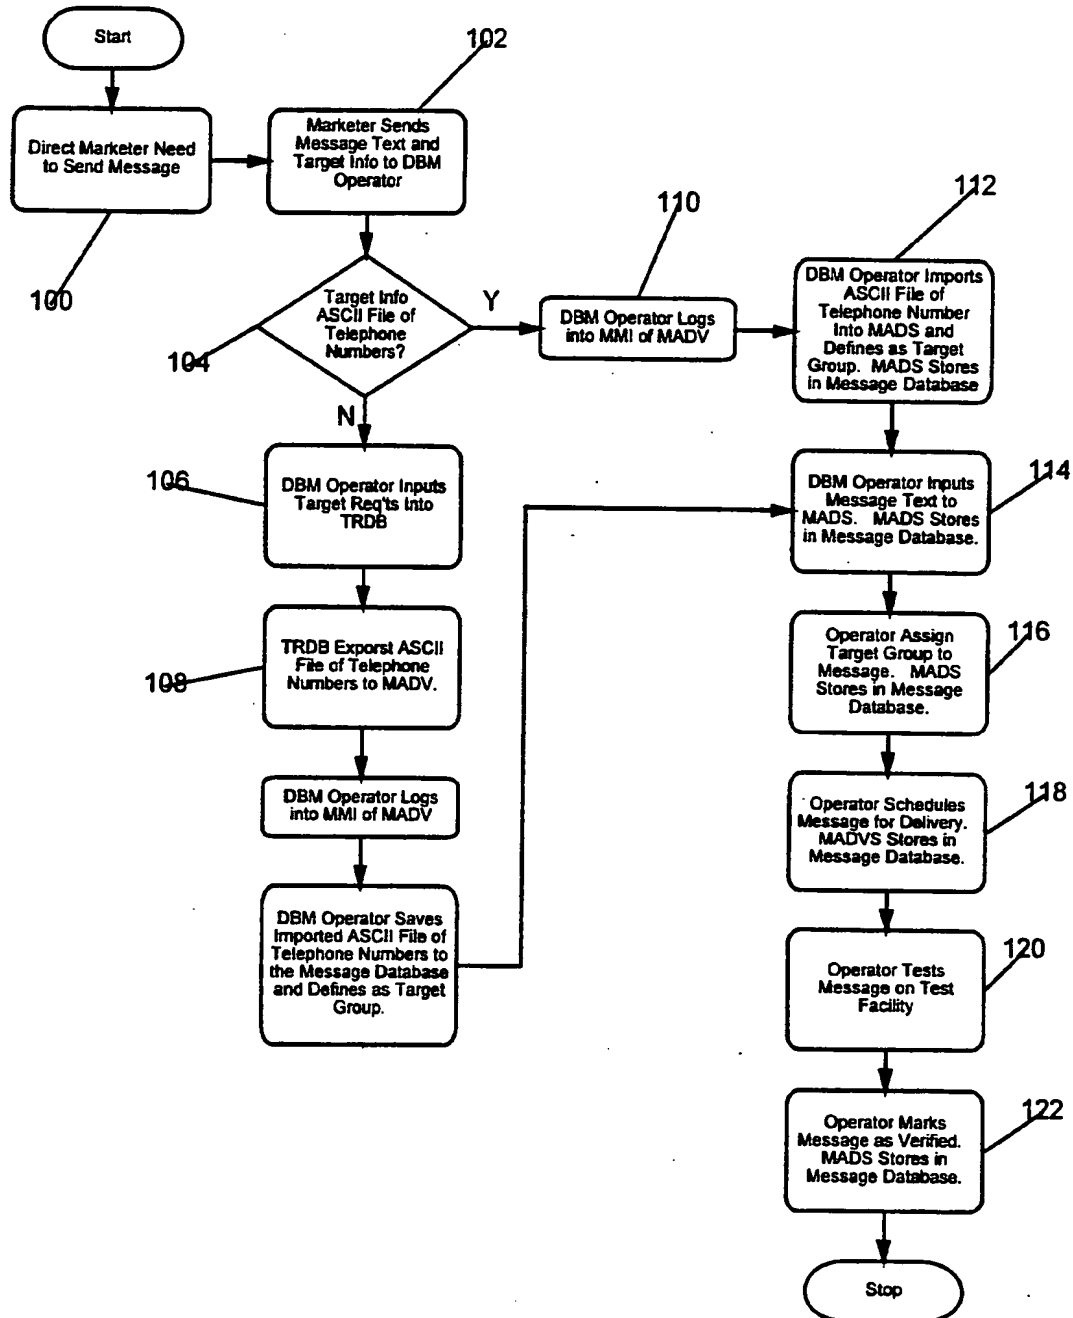 Start
102
Direct Marketer Need
to Send Message
100
Marketer Sends
Message Text and
Target Info to DBM
Operator
104
Target Info
ASCII File of
Telephone
Numbers?
Y
N
110
DBM Operator Logs
into MMI of MADV
112
DBM Operator Imports
ASCII File of
Telephone Number
Into MADS and
Defines as Target
Group. MADS Stores
in Message Database
106
DBM Operator Inputs
Target Req'ts Into
TRDB
108
TRDB Exporst ASCII
File of Telephone
Numbers to MADV.
DBM Operator Logs
into MMI of MADV
DBM Operator Saves
Imported ASCII File of
Telephone Numbers to
the Message Database
and Defines as Target
Group.
114
DBM Operator Inputs
Message Text to
MADS. MADS Stores
in Message Database.
116
Operator Assign
Target Group to
Message. MADS
Stores in Message
Database.
118
Operator Schedules
Message for Delivery.
MADVS Stores in
Message Database.
120
Operator Tests
Message on Test
Facility
122
Operator Marks
Message as Verified.
MADS Stores in
Message Database.
Stop